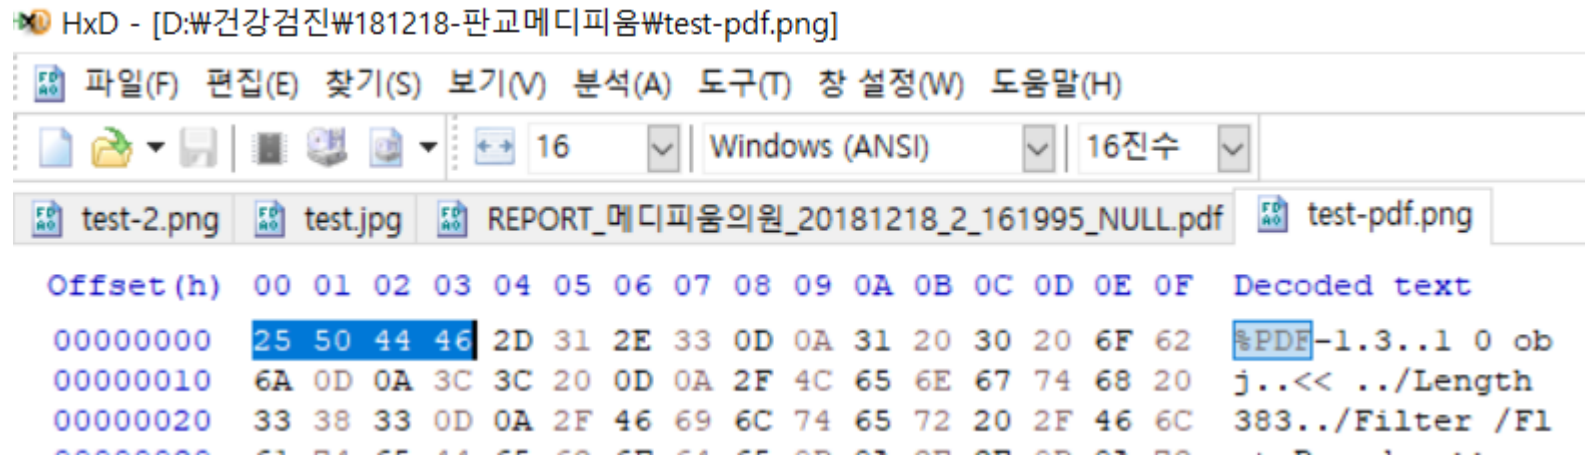 HxD - [D:₩건강검진₩181218-판교메디피움₩test-pdf.png]
파일(F) 편집(E) 찾기(S) 보기(V) 분석(A) 도구(T) 창 설정(W) 도움말(H)
16 Windows (ANSI) 16진수
test-2.png test.jpg REPORT_메디피움의원_20181218_2_161995_NULL.pdf test-pdf.png
Offset(h) 00 01 02 03 04 05 06 07 08 09 0A 0B 0C 0D 0E 0F Decoded text
00000000 25 50 44 46 2D 31 2E 33 0D 0A 31 20 30 20 6F 62 %PDF-1.3..1 0 ob
00000010 6A 0D 0A 3C 3C 20 0D 0A 2F 4C 65 6E 67 74 68 20 j..<< ../Length
00000020 33 38 33 0D 0A 2F 46 69 6C 74 65 72 20 2F 46 6C 383../Filter /Fl